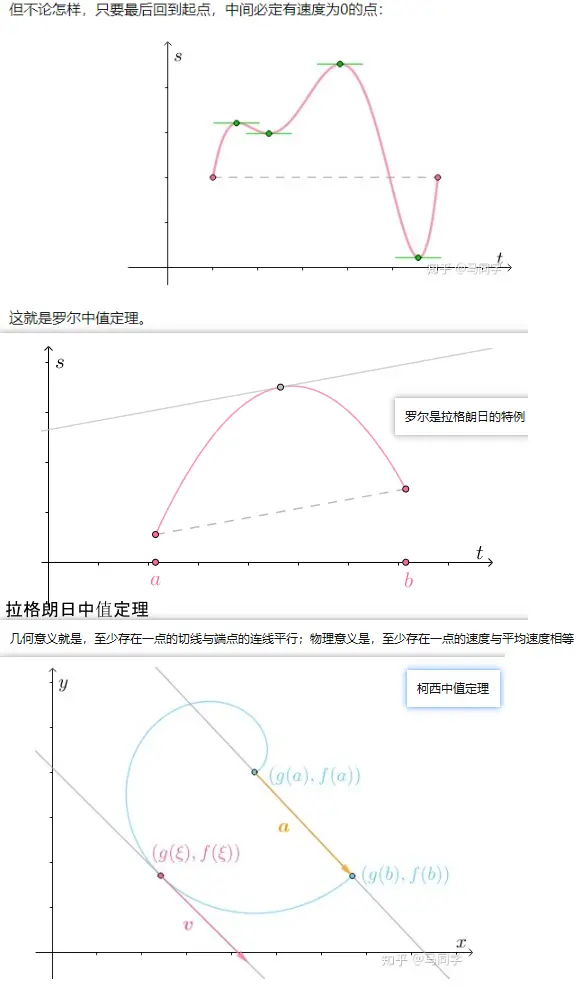 但不论怎样，只要最后回到起点，中间必定有速度为0的点：
s
t
知乎 @马同学
这就是罗尔中值定理。
s
罗尔是拉格朗日的特例
t
a
b
拉格朗日中值定理
几何意义就是，至少存在一点的切线与端点的连线平行；物理意义是，至少存在一点的速度与平均速度相等
y
柯西中值定理
(g(a), f(a))
a
(g(ξ), f(ξ))
(g(b), f(b))
v
x
知乎 @马同学